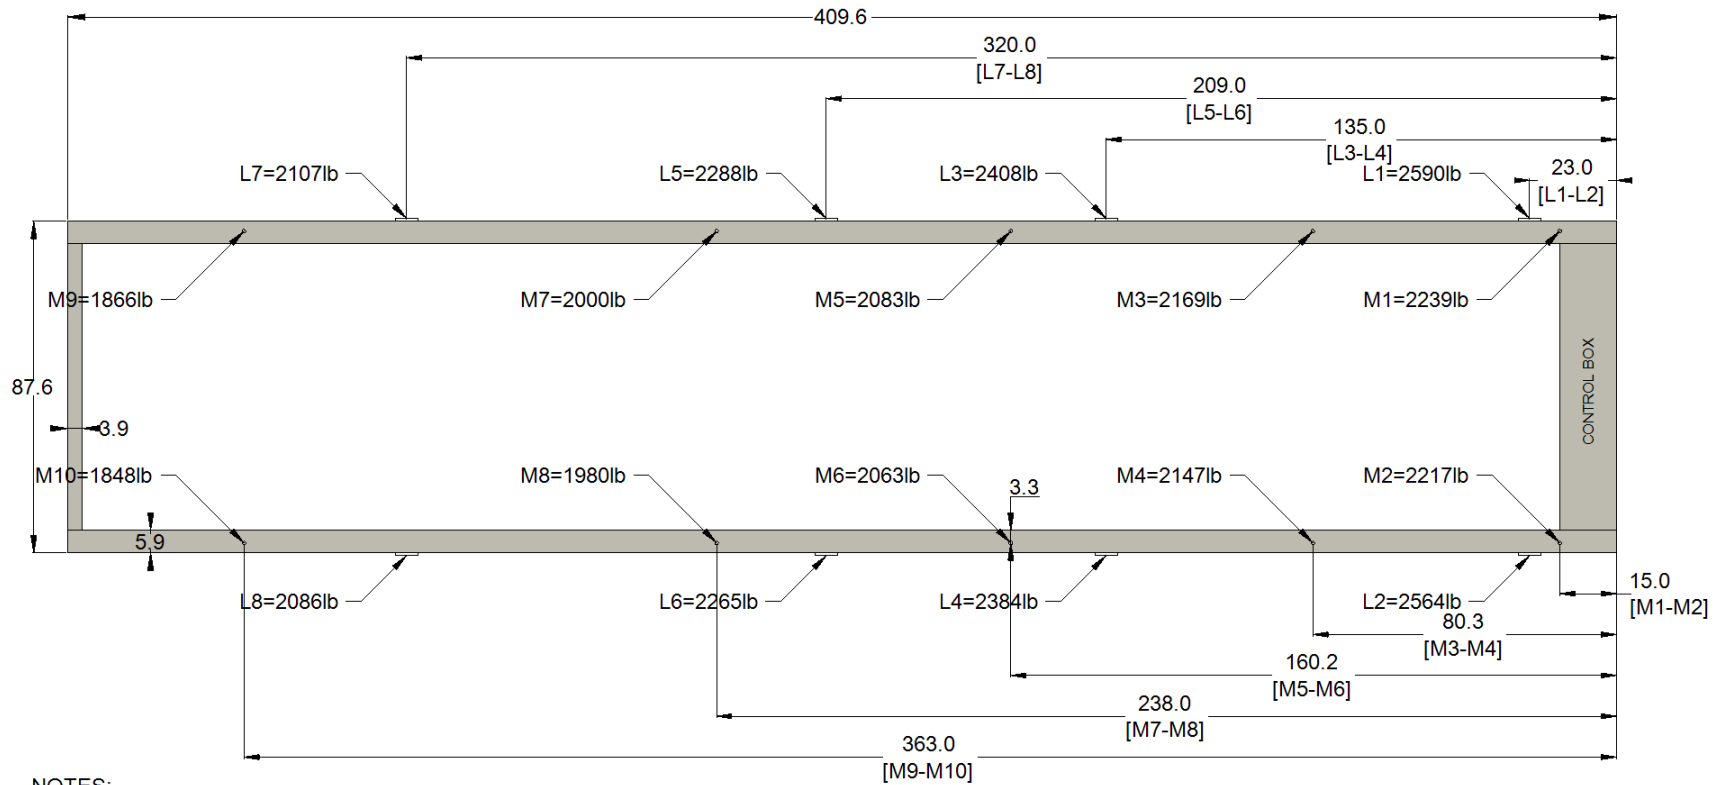 409.6
320.0
[L7-L8]
209.0
[L5-L6]
135.0
[L3-L4]
23.0
[L1-L2]
L7=2107lb
L5=2288lb
L3=2408lb
L1=2590lb
M9=1866lb
M7=2000lb
M5=2083lb
M3=2169lb
M1=2239lb
CONTROL BOX
87.6
3.9
M10=1848lb
M8=1980lb
M6=2063lb
3.3
M4=2147lb
M2=2217lb
5.9
L8=2086lb
L6=2265lb
L4=2384lb
L2=2564lb
15.0
[M1-M2]
80.3
[M3-M4]
160.2
[M5-M6]
238.0
[M7-M8]
363.0
[M9-M10]
NOTES: